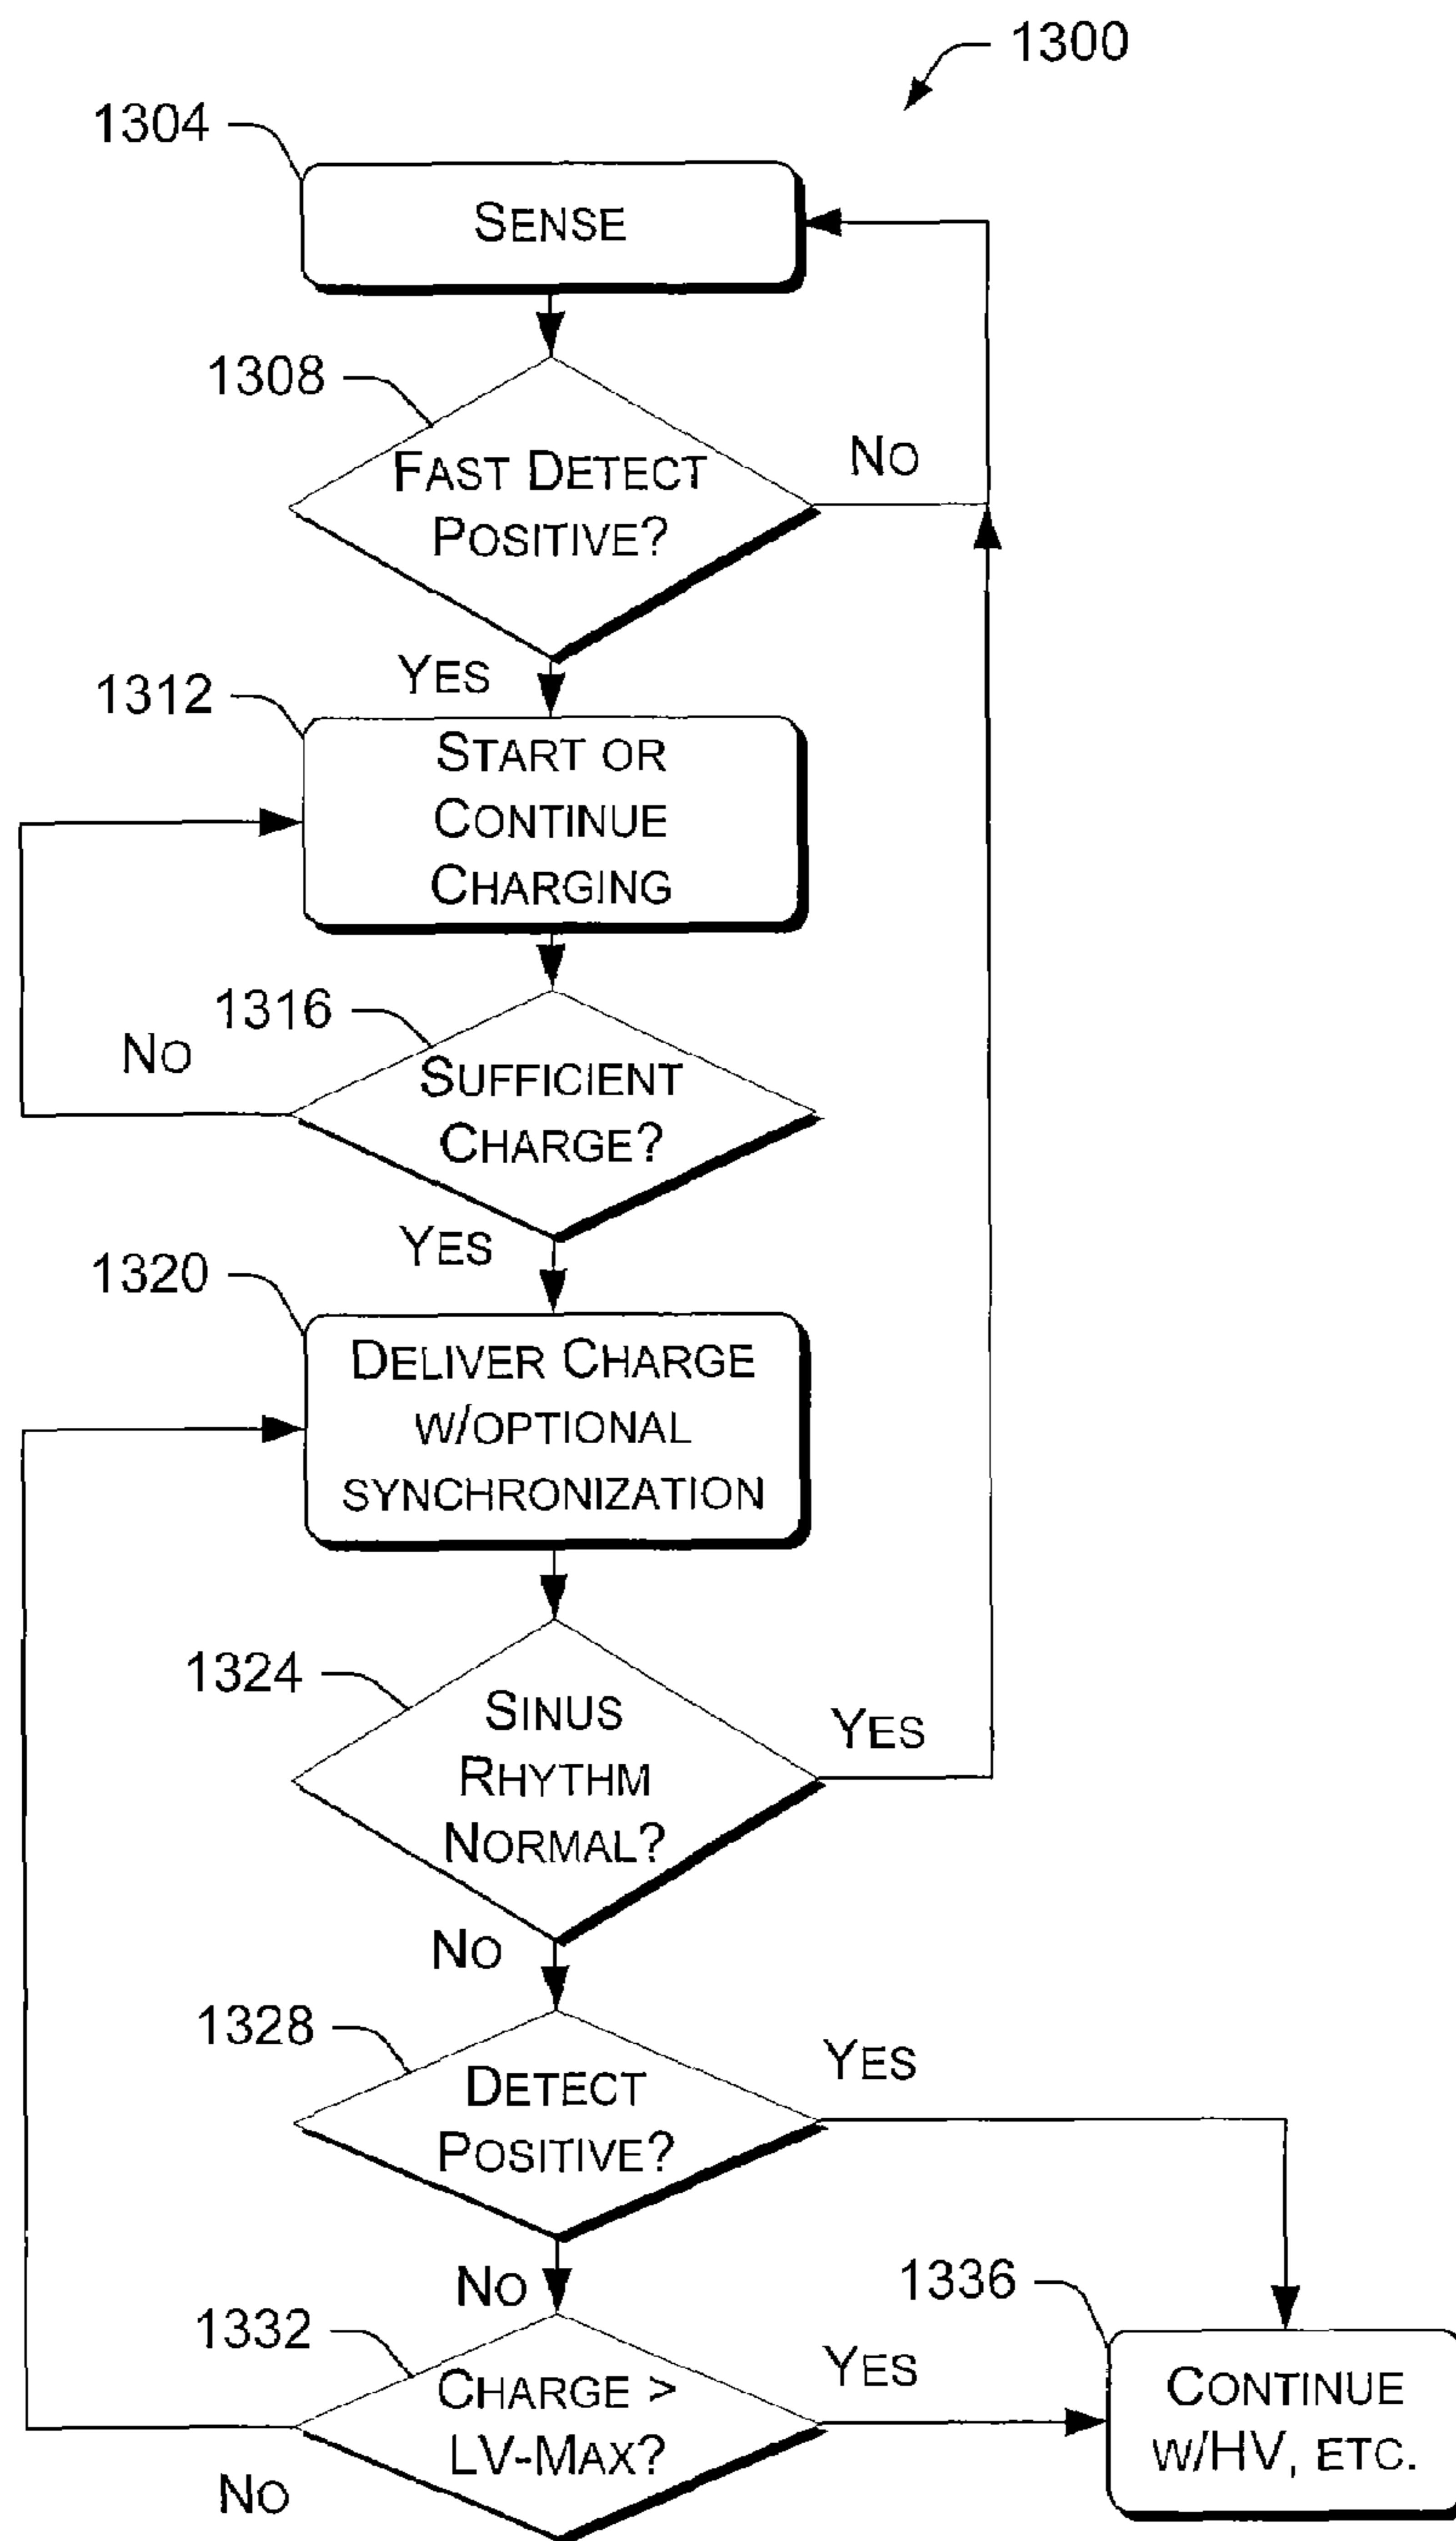 1300
1304
SENSE
1308
FAST DETECT
POSITIVE?
NO
YES
1312
START OR
CONTINUE
CHARGING
1316
NO
SUFFICIENT
CHARGE?
YES
1320
DELIVER CHARGE
W/OPTIONAL
SYNCHRONIZATION
1324
SINUS
RHYTHM
NORMAL?
YES
NO
1328
DETECT
POSITIVE?
YES
NO
1332
CHARGE >
LV-MAX?
YES
NO
1336
CONTINUE
W/HV, ETC.